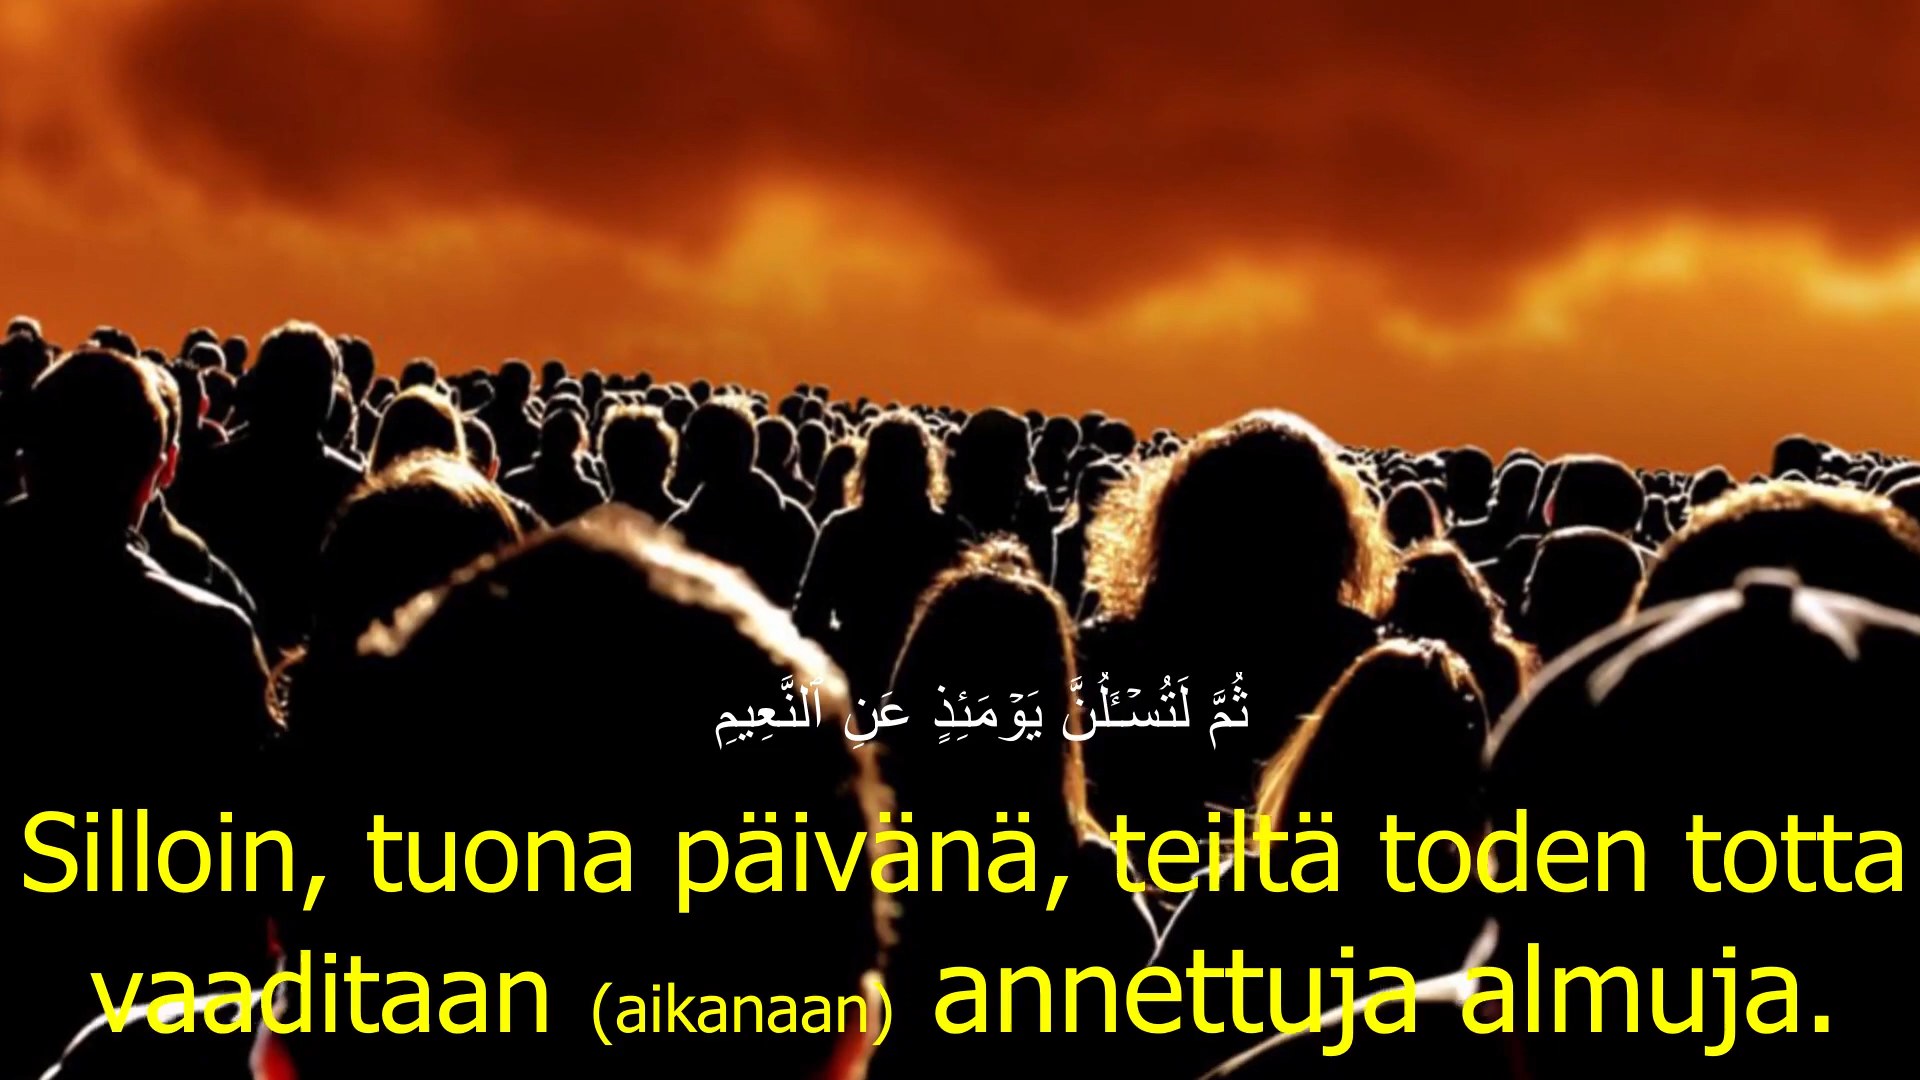 ثُمَّ لَتُسْـَٔلُنَّ يَوْمَئِذٍ عَنِ ٱلنَّعِيمِ
Silloin, tuona päivänä, teiltä toden totta
vaaditaan (aikanaan) annettuja almuja.